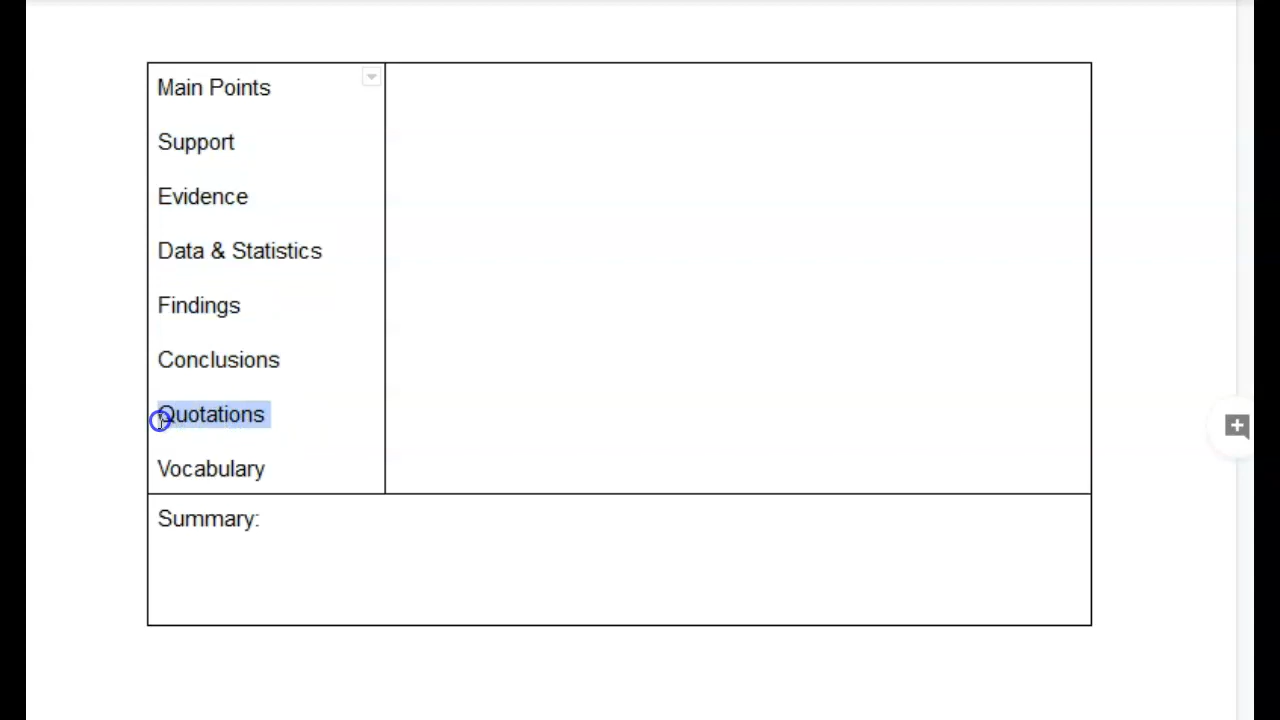 Main Points
Support
Evidence
Data & Statistics
Findings
Conclusions
Quotations
Vocabulary
Summary: